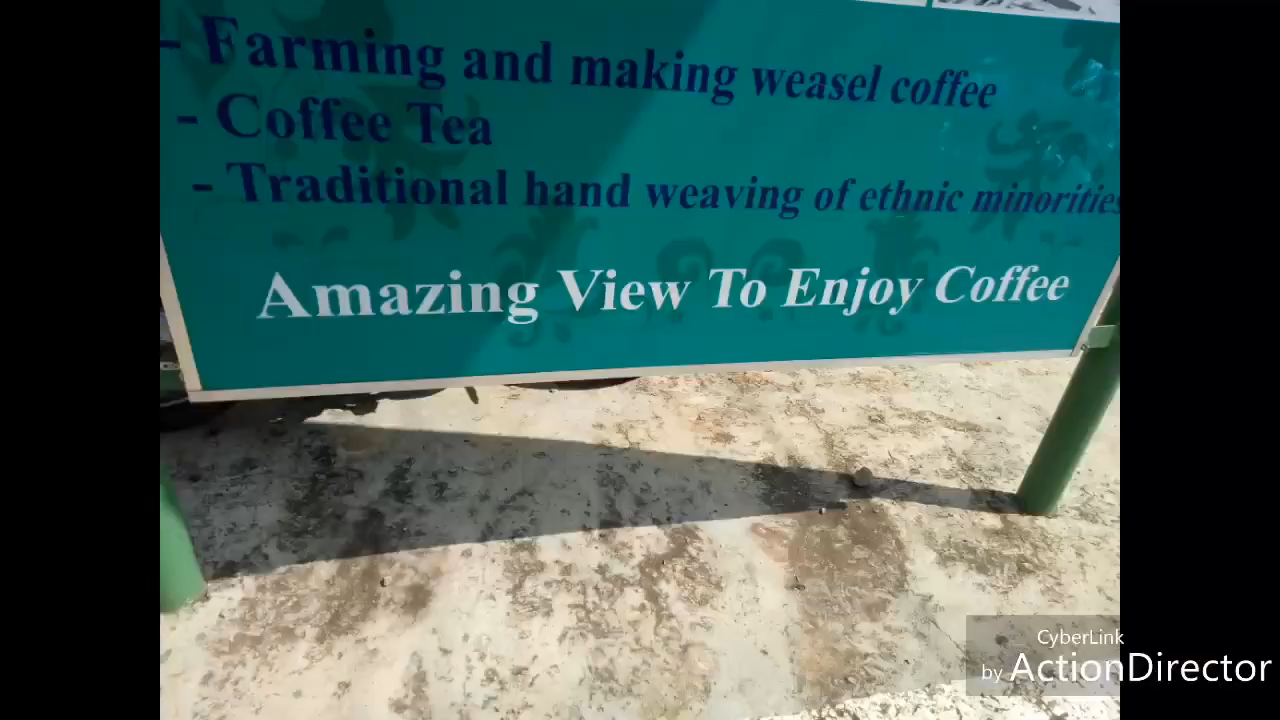 - Farming and making weasel coffee
- Coffee Tea
- Traditional hand weaving of ethnic minorities
Amazing View To Enjoy Coffee
CyberLink
by ActionDirector